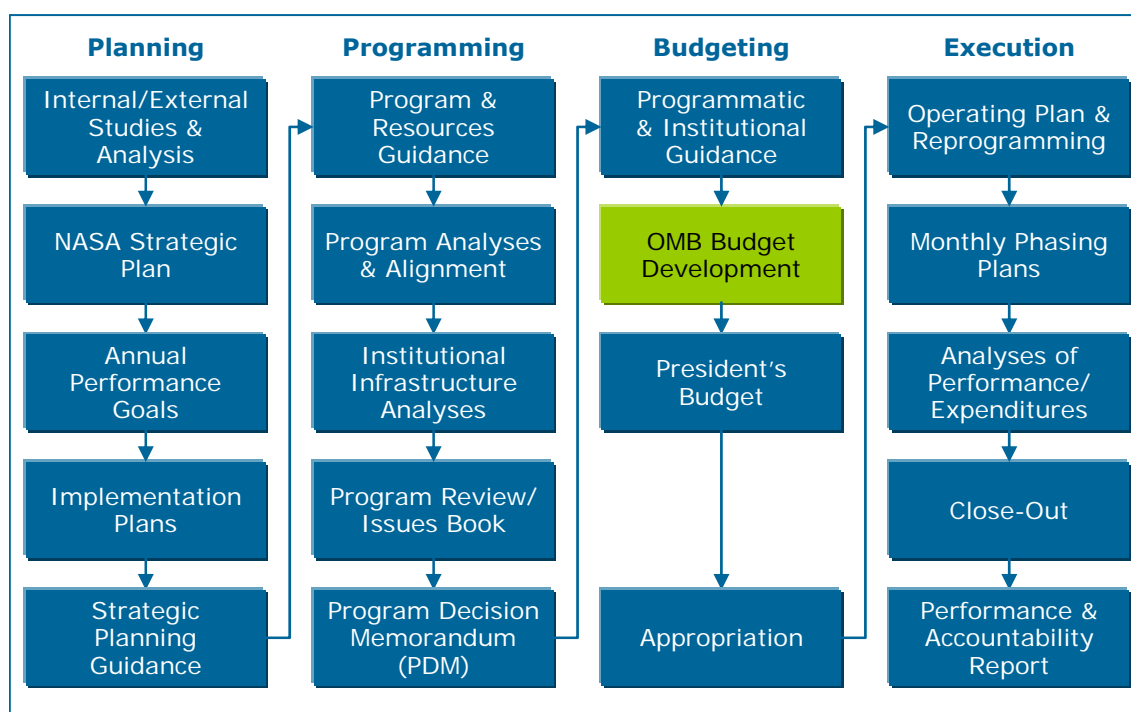 Planning
Internal/External
Studies &
Analysis
NASA Strategic
Plan
Annual
Performance
Goals
Implementation
Plans
Strategic
Planning
Guidance
Programming
Program &
Resources
Guidance
Program Analyses
& Alignment
Institutional
Infrastructure
Analyses
Program Review/
Issues Book
Program Decision
Memorandum
(PDM)
Budgeting
Programmatic
& Institutional
Guidance
OMB Budget
Development
President’s
Budget
Appropriation
Execution
Operating Plan &
Reprogramming
Monthly Phasing
Plans
Analyses of
Performance/
Expenditures
Close-Out
Performance &
Accountability
Report